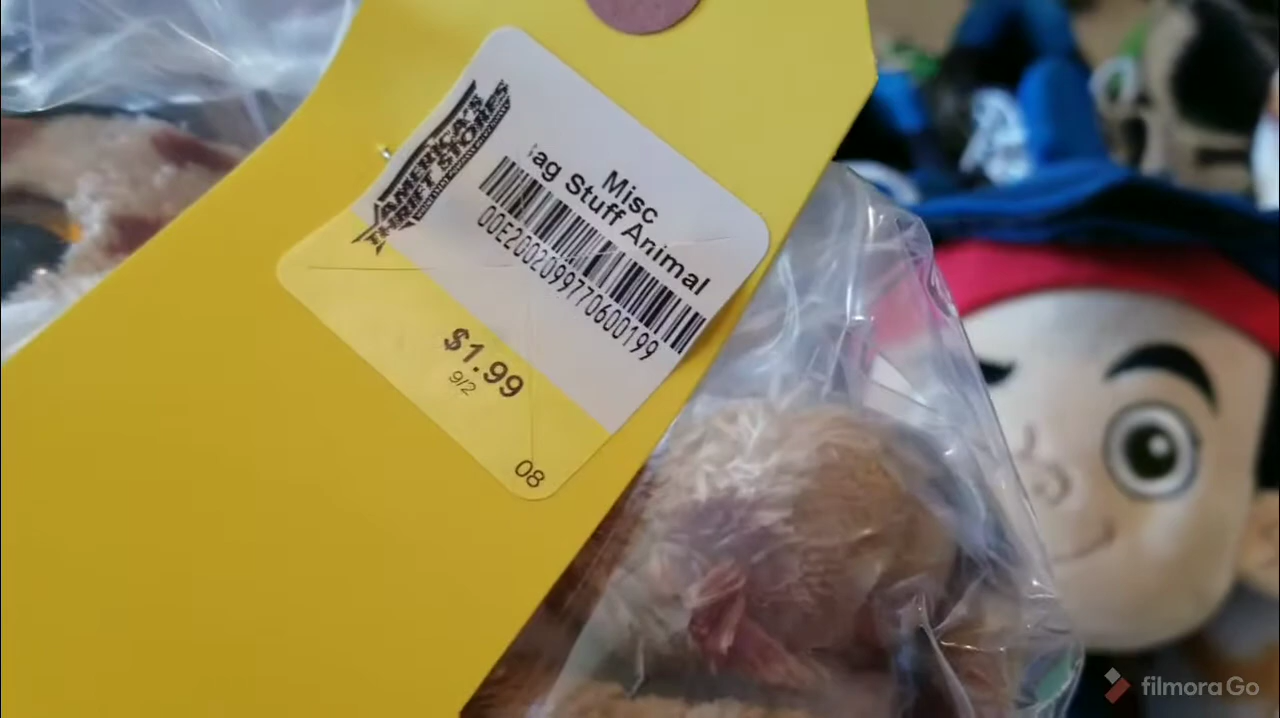 AMERICA'S
THRIFT STORES
Misc
ag Stuff Animal
00E2002099770600199
$1.99
9/2
08
filmoraGo